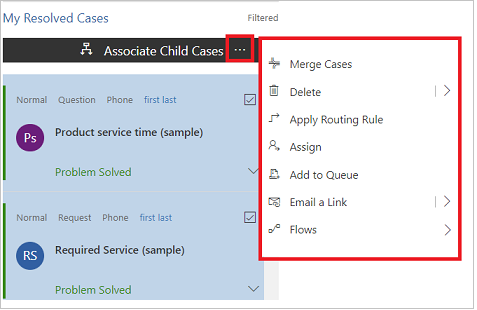 My Resolved Cases
Filtered
Associate Child Cases ...
Normal Question Phone first last
Ps
Product service time (sample)
Problem Solved
Normal Request Phone first last
RS
Required Service (sample)
Problem Solved
Merge Cases
Delete
Apply Routing Rule
Assign
Add to Queue
Email a Link
Flows